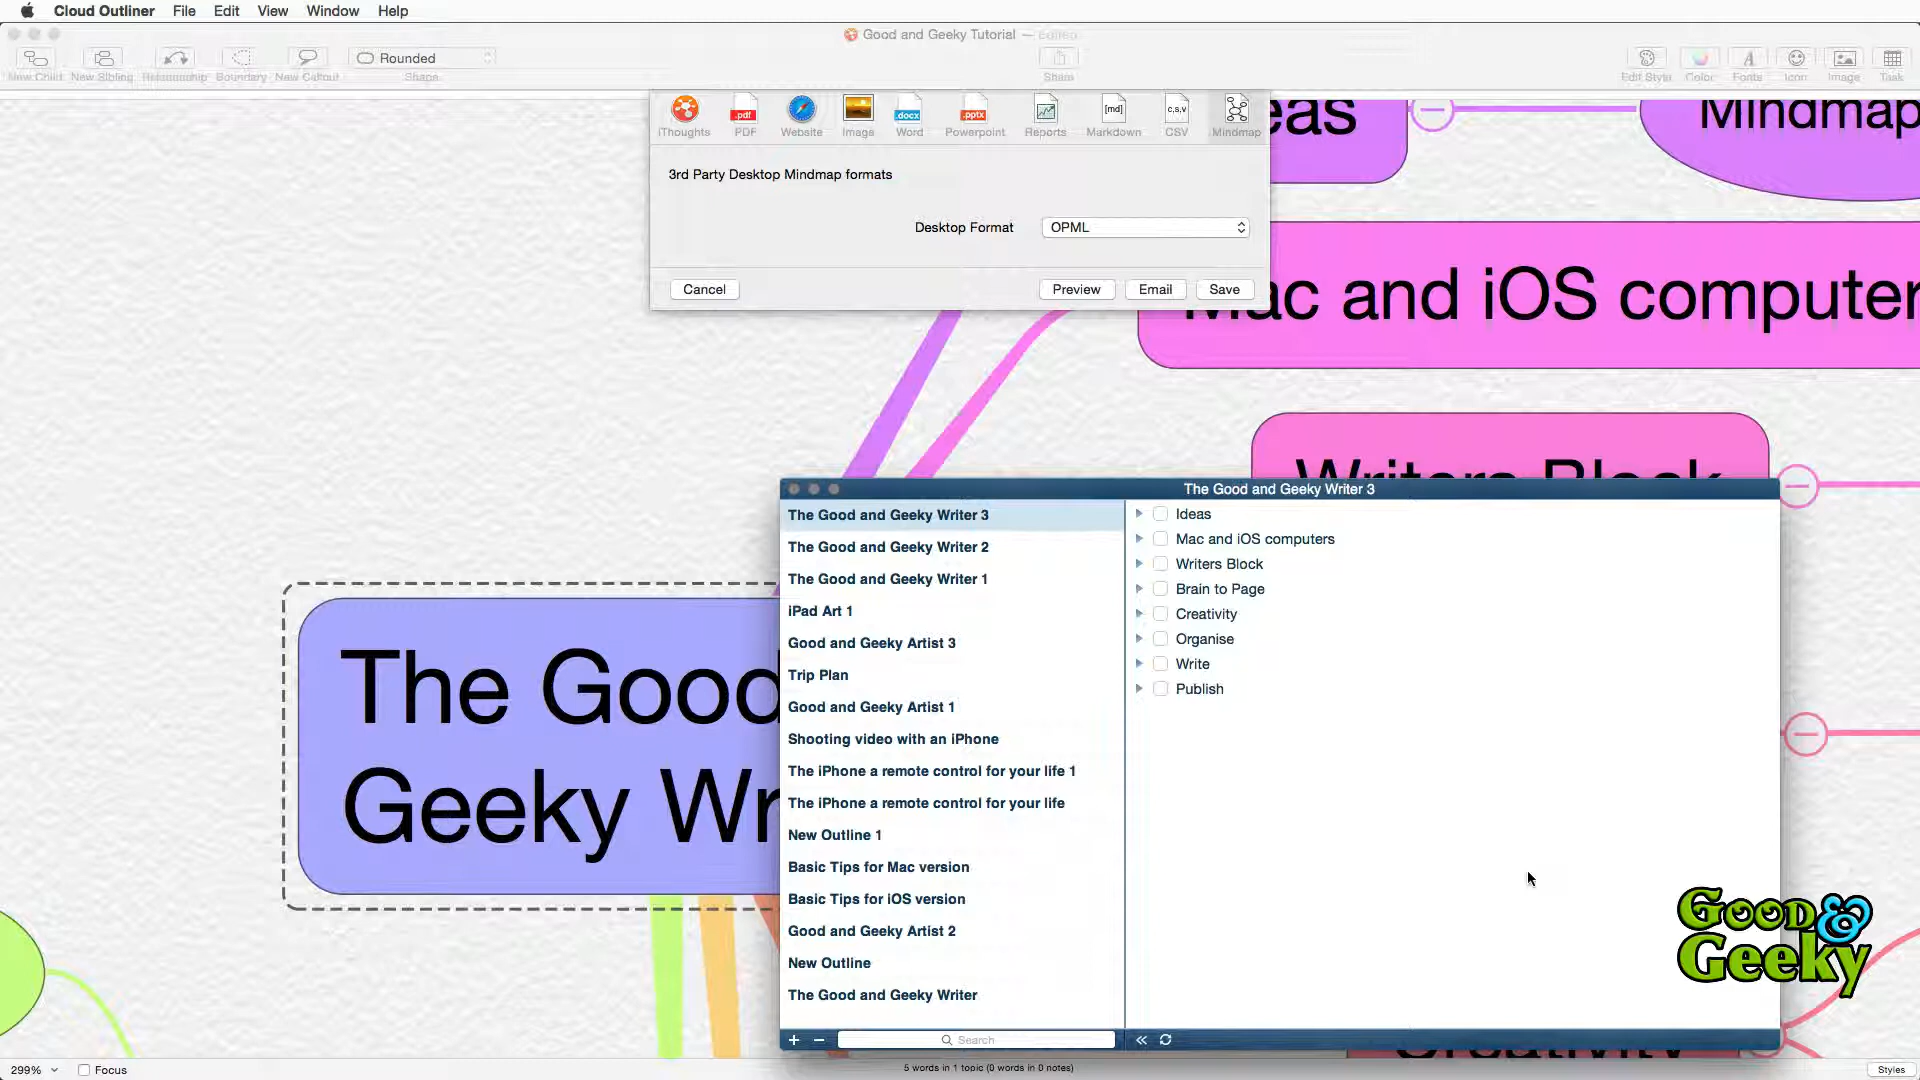 Cloud Outliner File Edit View Window Help
Good and Geeky Tutorial — Edited
New Child New Sibling Relationship Boundary New Callout
Rounded
Shape
Share
Edit Style Color Fonts Icon Image Task
iThoughts PDF Website Image Word Powerpoint Reports Markdown CSV Mindmap
3rd Party Desktop Mindmap formats
Desktop Format OPML
Cancel Preview Email Save
eas
Mindmap
Mac and iOS computer
Writers Block
The Good
Geeky Wr
The Good and Geeky Writer 3
The Good and Geeky Writer 3
The Good and Geeky Writer 2
The Good and Geeky Writer 1
iPad Art 1
Good and Geeky Artist 3
Trip Plan
Good and Geeky Artist 1
Shooting video with an iPhone
The iPhone a remote control for your life 1
The iPhone a remote control for your life
New Outline 1
Basic Tips for Mac version
Basic Tips for iOS version
Good and Geeky Artist 2
New Outline
The Good and Geeky Writer
Search
Ideas
Mac and iOS computers
Writers Block
Brain to Page
Creativity
Organise
Write
Publish
Good &
Geeky
Creativity
299% Focus
5 words in 1 topic (0 words in 0 notes)
Styles